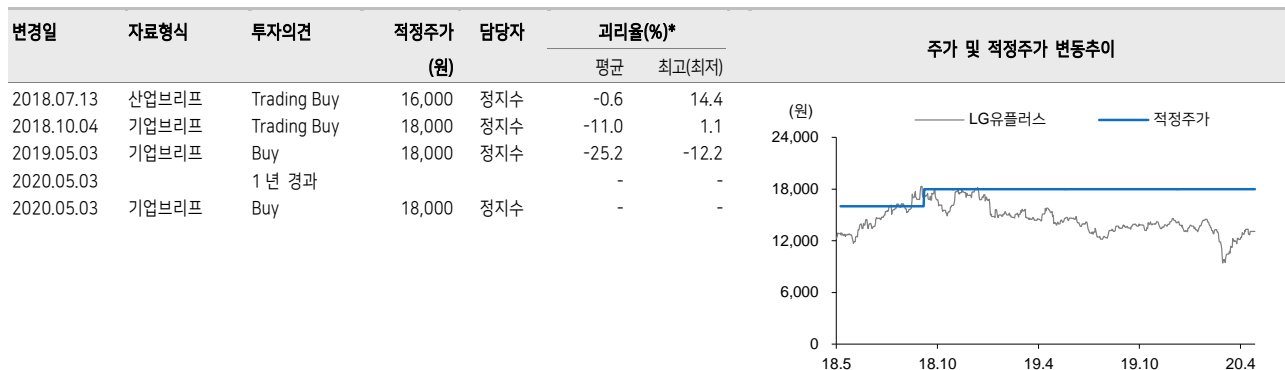 변경일 자료형식 투자의견 적정주가 담당자 괴리율(%)*
(원) 평균 최고(최저)
2018.07.13 산업브리프 Trading Buy 16,000 정지수 -0.6 14.4
2018.10.04 기업브리프 Trading Buy 18,000 정지수 -11.0 1.1
2019.05.03 기업브리프 Buy 18,000 정지수 -25.2 -12.2
2020.05.03 1년 경과 - -
2020.05.03 기업브리프 Buy 18,000 정지수 - -
주가 및 적정주가 변동추이
(원)
LG유플러스 적정주가
24,000
18,000
12,000
6,000
0
18.5 18.10 19.4 19.10 20.4